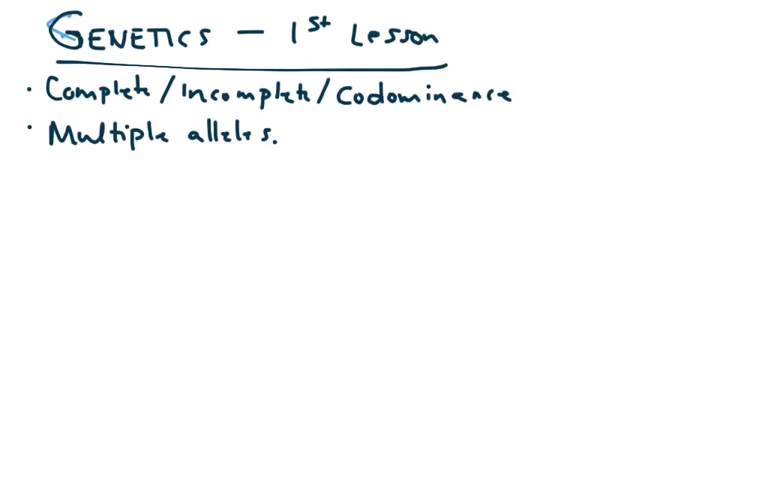 GENETICS - 1st Lesson
· Complete/Incomplete/Codominance
· Multiple alleles.